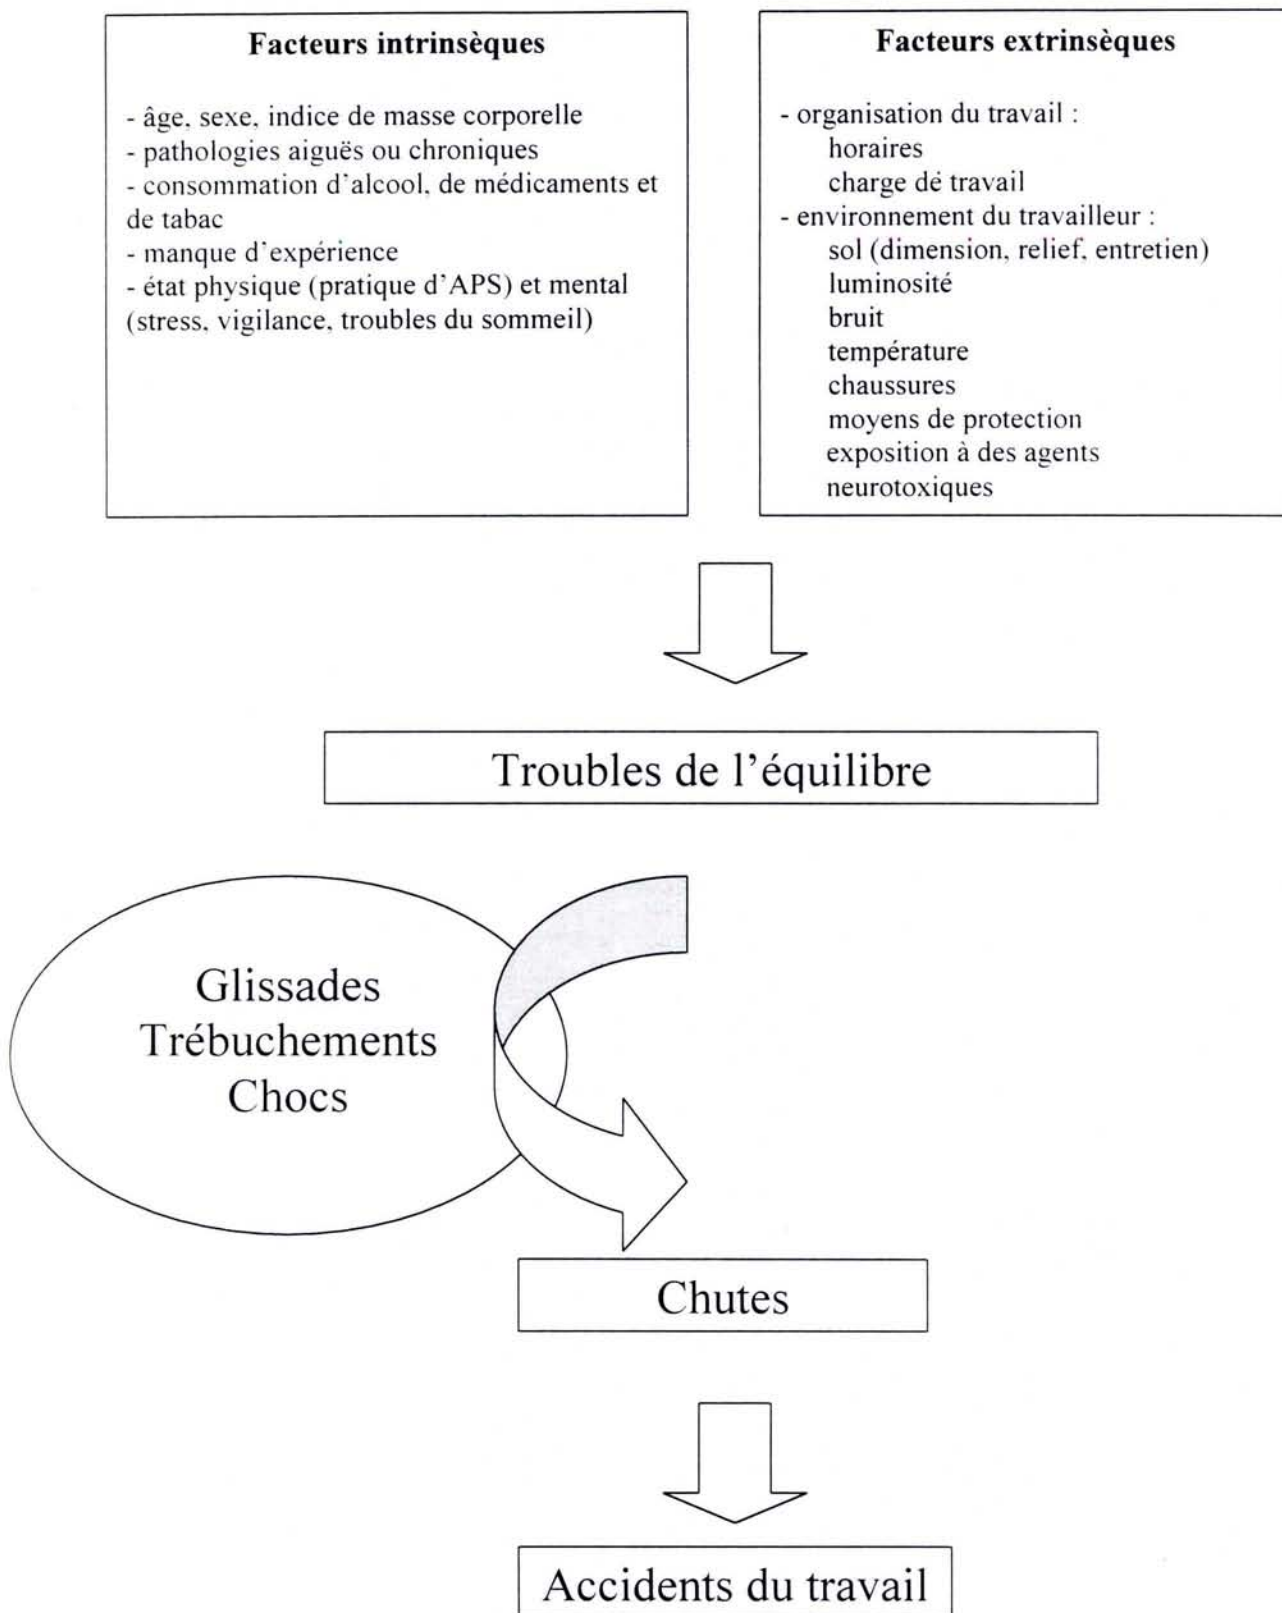 Facteurs intrinsèques
- âge, sexe, indice de masse corporelle
- pathologies aiguës ou chroniques
- consommation d'alcool, de médicaments et
de tabac
- manque d'expérience
- état physique (pratique d'APS) et mental
(stress, vigilance, troubles du sommeil)
Facteurs extrinsèques
- organisation du travail :
horaires
charge de travail
- environnement du travailleur :
sol (dimension, relief, entretien)
luminosité
bruit
température
chaussures
moyens de protection
exposition à des agents
neurotoxiques
Troubles de l'équilibre
Glissades
Trébuchements
Chocs
Chutes
Accidents du travail